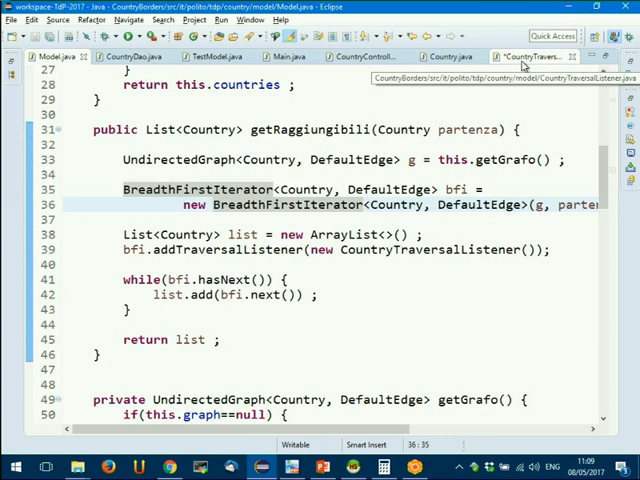 workspace-TdP-2017 - Java - CountryBorders/src/it/polito/tdp/country/model/Model.java - Eclipse
File Edit Source Refactor Navigate Search Project Run Window Help
Quick Access
Model.java CountryDao.java TestModel.java Main.java CountryControll... Country.java *CountryTravers...
CountryBorders/src/it/polito/tdp/country/model/CountryTraversalListener.java
27 }
28 return this.countries ;
29 }
30
31 public List<Country> getRaggiungibili(Country partenza) {
32
33 UndirectedGraph<Country, DefaultEdge> g = this.getGrafo() ;
34
35 BreadthFirstIterator<Country, DefaultEdge> bfi =
36 new BreadthFirstIterator<Country, DefaultEdge>(g, parten
37
38 List<Country> list = new ArrayList<>() ;
39 bfi.addTraversalListener(new CountryTraversalListener());
40
41 while(bfi.hasNext()) {
42 list.add(bfi.next()) ;
43 }
44
45 return list ;
46 }
47
48
49 private UndirectedGraph<Country, DefaultEdge> getGrafo() {
50 if(this.graph==null) {
Writable Smart Insert 36 : 35
ENG 11:09
08/05/2017